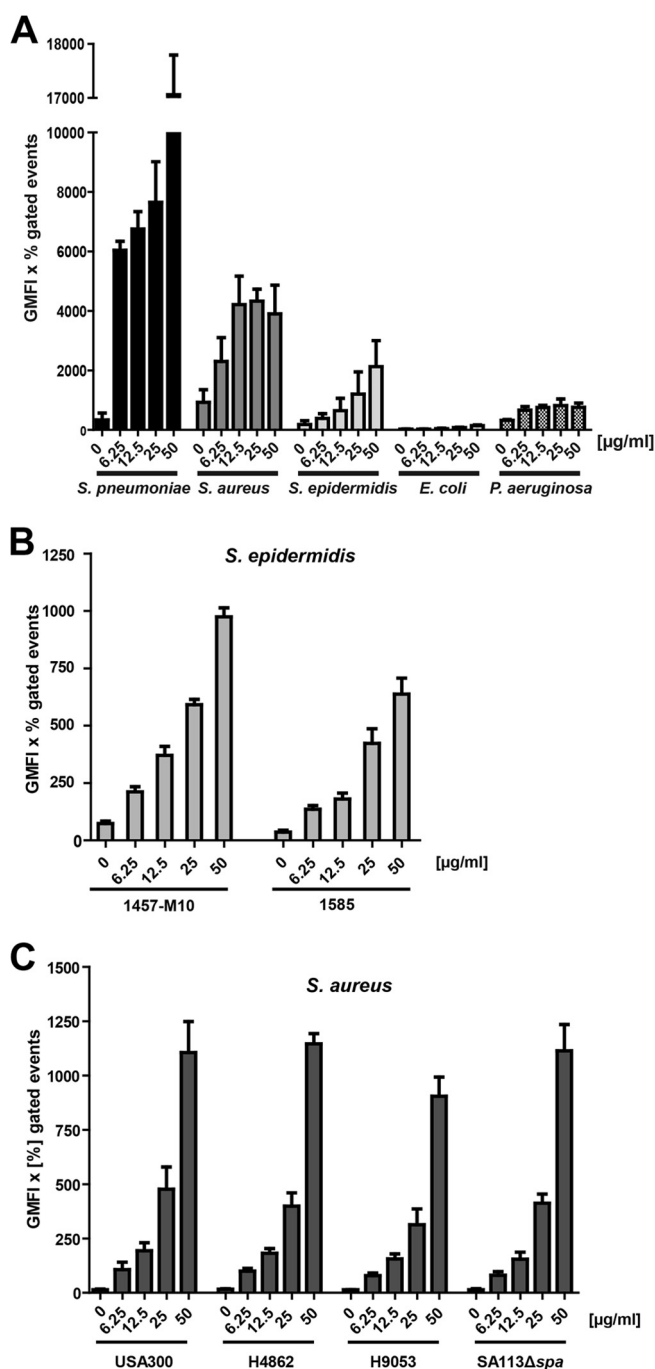 A
GMFI x % gated events
18000
17000
10000
8000
6000
4000
2000
0
0 6.25 12.5 25 50 0 6.25 12.5 25 50 0 6.25 12.5 25 50 0 6.25 12.5 25 50 0 6.25 12.5 25 50 [µg/ml]
S. pneumoniae S. aureus S. epidermidis E. coli P. aeruginosa
B
S. epidermidis
GMFI x % gated events
1250
1000
750
500
250
0
0 6.25 12.5 25 50 0 6.25 12.5 25 50 [µg/ml]
1457-M10 1585
C
S. aureus
GMFI x [%] gated events
1500
1250
1000
750
500
250
0
0 6.25 12.5 25 50 0 6.25 12.5 25 50 0 6.25 12.5 25 50 0 6.25 12.5 25 50 [µg/ml]
USA300 H4862 H9053 SA113Δspa